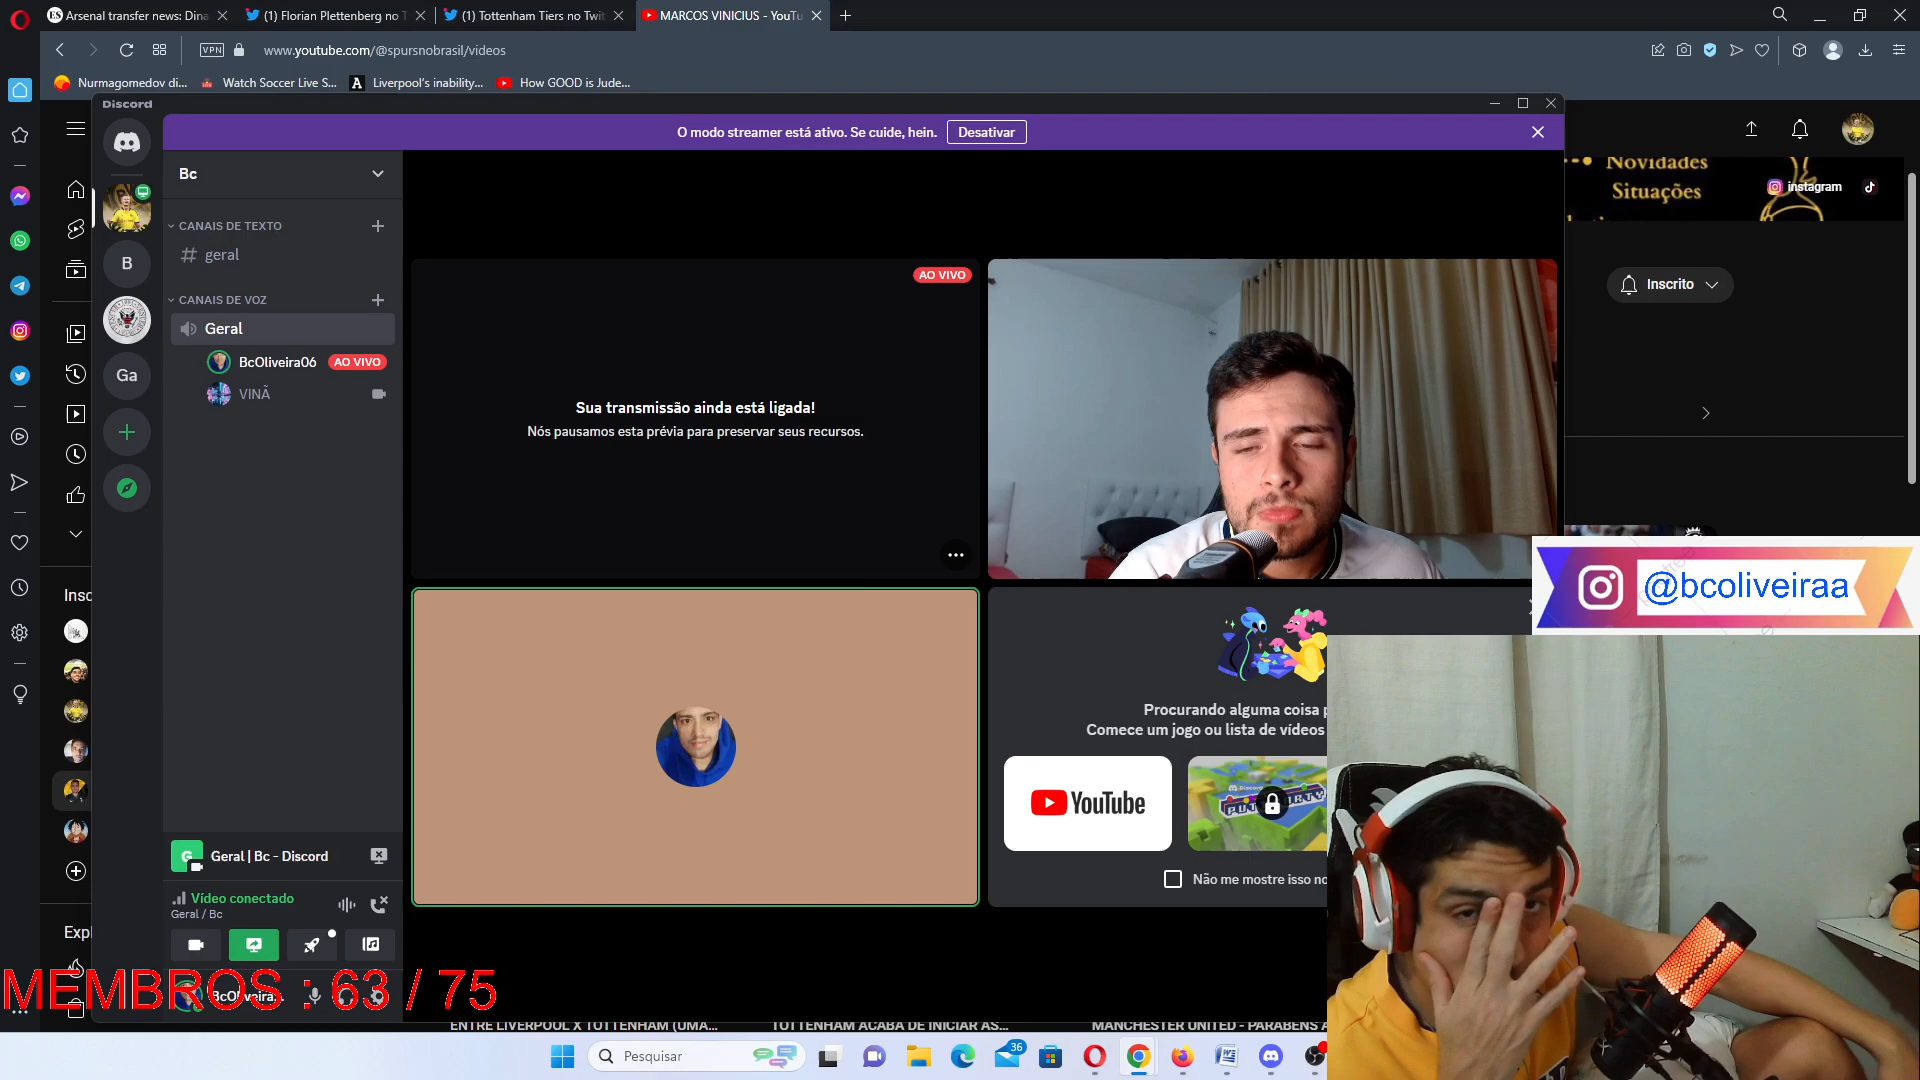 Arsenal transfer news: Dina
(1) Florian Plettenberg no T
(1) Tottenham Tiers no Twit
MARCOS VINICIUS - YouTu
VPN
www.youtube.com/@spursnobrasil/videos
Nurmagomedov di...
Watch Soccer Live S...
Liverpool's inability...
How GOOD is Jude...
Discord
O modo streamer está ativo. Se cuide, hein.
Desativar
Bc
CANAIS DE TEXTO
geral
CANAIS DE VOZ
Geral
BcOliveira06
AO VIVO
VINÃ
B
Ga
AO VIVO
Sua transmissão ainda está ligada!
Nós pausamos esta prévia para preservar seus recursos.
Novidades
Situações
instagram
Inscrito
@bcoliveiraa
Procurando alguma coisa p
Comece um jogo ou lista de vídeos
YouTube
Não me mostre isso no
Insc
Expl
G
Geral | Bc - Discord
Vídeo conectado
Geral / Bc
BcOliveira...
MEMBROS : 63 / 75
ENTRE LIVERPOOL X TOTTENHAM (UMA...
TOTTENHAM ACABA DE INICIAR AS...
MANCHESTER UNITED - PARABÉNS A
Pesquisar
36